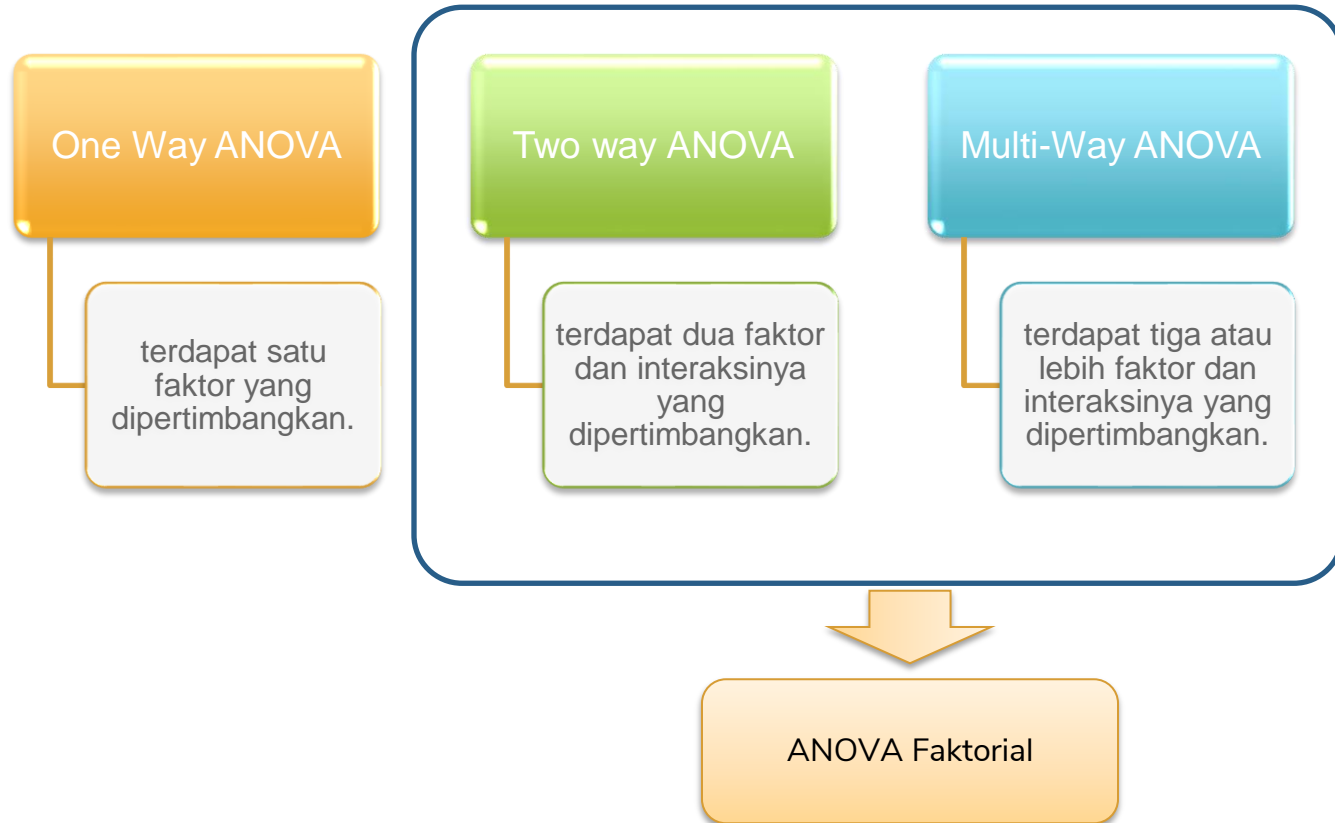 One Way ANOVA
terdapat satu
faktor yang
dipertimbangkan.
Two way ANOVA
terdapat dua faktor
dan interaksinya
yang
dipertimbangkan.
Multi-Way ANOVA
terdapat tiga atau
lebih faktor dan
interaksinya yang
dipertimbangkan.
ANOVA Faktorial